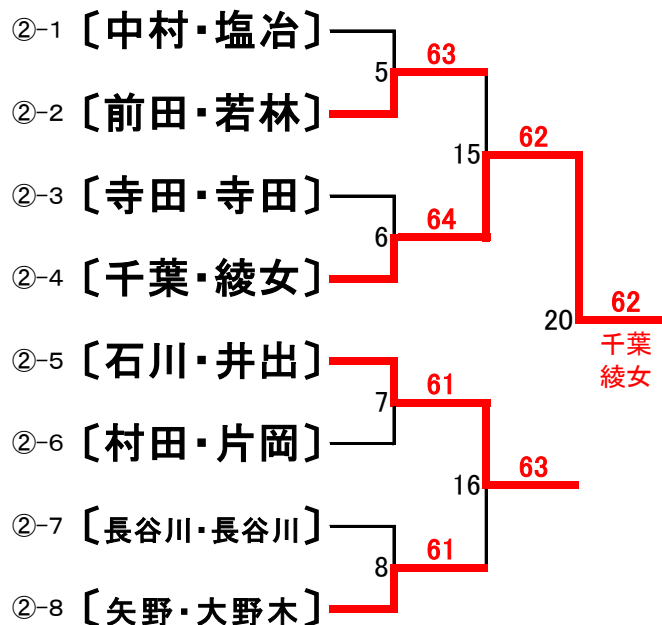 ②-1 〔中村・塩冶〕
5 63
②-2 〔前田・若林〕
15 62
②-3 〔寺田・寺田〕
6 64
②-4 〔千葉・綾女〕
20 62
千葉
綾女
②-5 〔石川・井出〕
7 61
②-6 〔村田・片岡〕
16 63
②-7 〔長谷川・長谷川〕
8 61
②-8 〔矢野・大野木〕